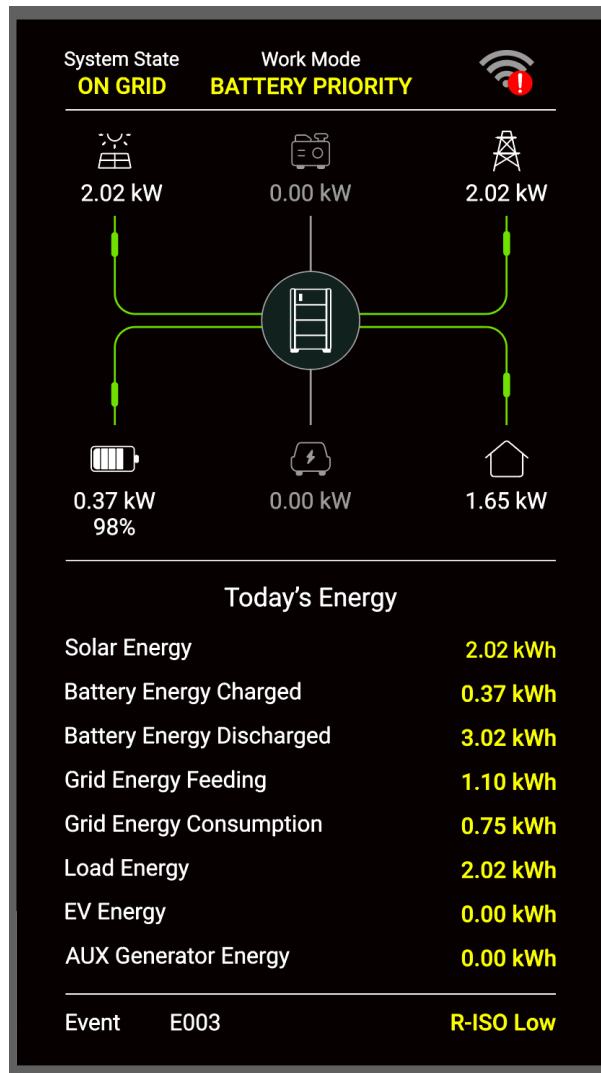 System State Work Mode
ON GRID BATTERY PRIORITY
2.02 kW 0.00 kW 2.02 kW
0.37 kW 0.00 kW 1.65 kW
98%
Today’s Energy
Solar Energy 2.02 kWh
Battery Energy Charged 0.37 kWh
Battery Energy Discharged 3.02 kWh
Grid Energy Feeding 1.10 kWh
Grid Energy Consumption 0.75 kWh
Load Energy 2.02 kWh
EV Energy 0.00 kWh
AUX Generator Energy 0.00 kWh
Event E003 R-ISO Low